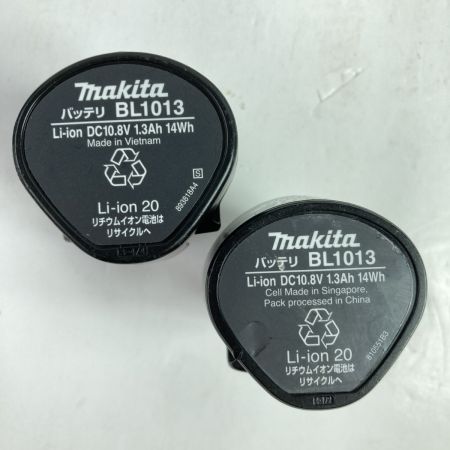 makita
バッテリ BL1013
Li-ion DC10.8V 1.3Ah 14Wh
Made in Vietnam
S
Li-ion 20
リチウムイオン電池は
リサイクルへ
makita
バッテリ BL1013
Li-ion DC10.8V 1.3Ah 14Wh
Cell Made in Singapore,
Pack processed in China
Li-ion 20
リチウムイオン電池は
リサイクルへ